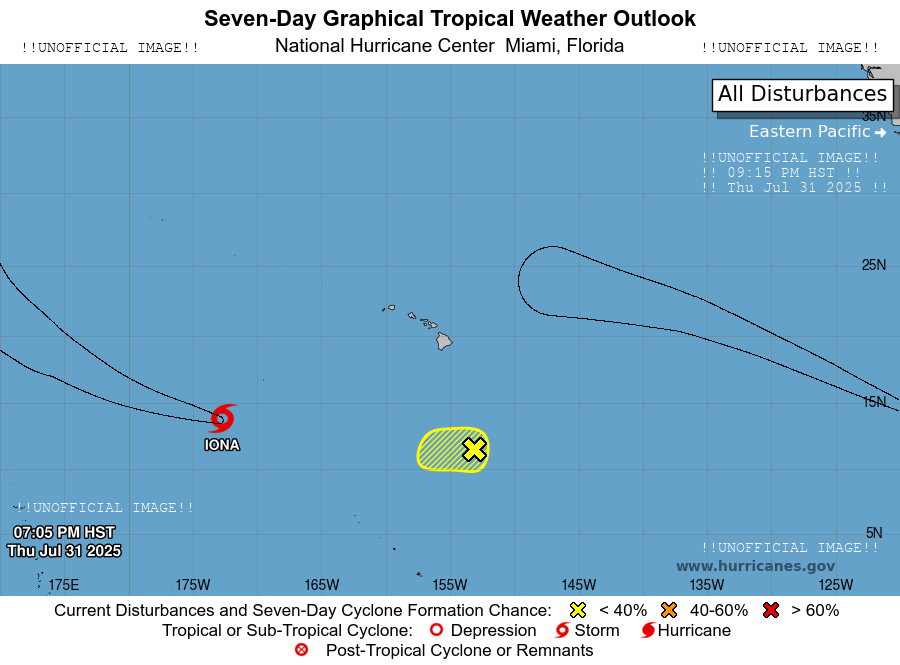 Seven-Day Graphical Tropical Weather Outlook
!!UNOFFICIAL IMAGE!! National Hurricane Center Miami, Florida !!UNOFFICIAL IMAGE!!
All Disturbances
35N
Eastern Pacific
!!UNOFFICIAL IMAGE!!
!! 09:15 PM HST !!
!! Thu Jul 31 2025 !!
25N
15N
IONA
!!UNOFFICIAL IMAGE!!
07:05 PM HST
5N
Thu Jul 31 2025
!!UNOFFICIAL IMAGE!!
www.hurricanes.gov
175E 175W 165W 155W 145W 135W 125W
Current Disturbances and Seven-Day Cyclone Formation Chance: < 40% 40-60% > 60%
Tropical or Sub-Tropical Cyclone: Depression Storm Hurricane
Post-Tropical Cyclone or Remnants